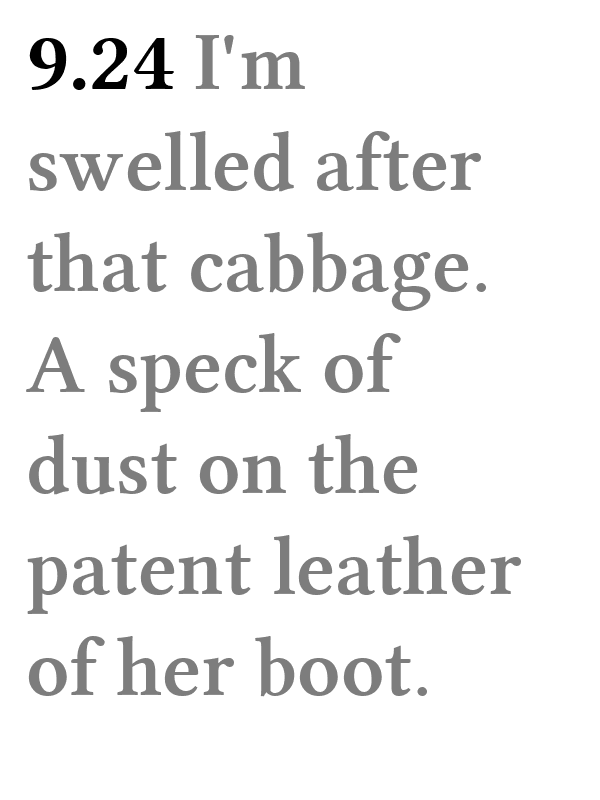 9.24 I'm
swelled after
that cabbage.
A speck of
dust on the
patent leather
of her boot.